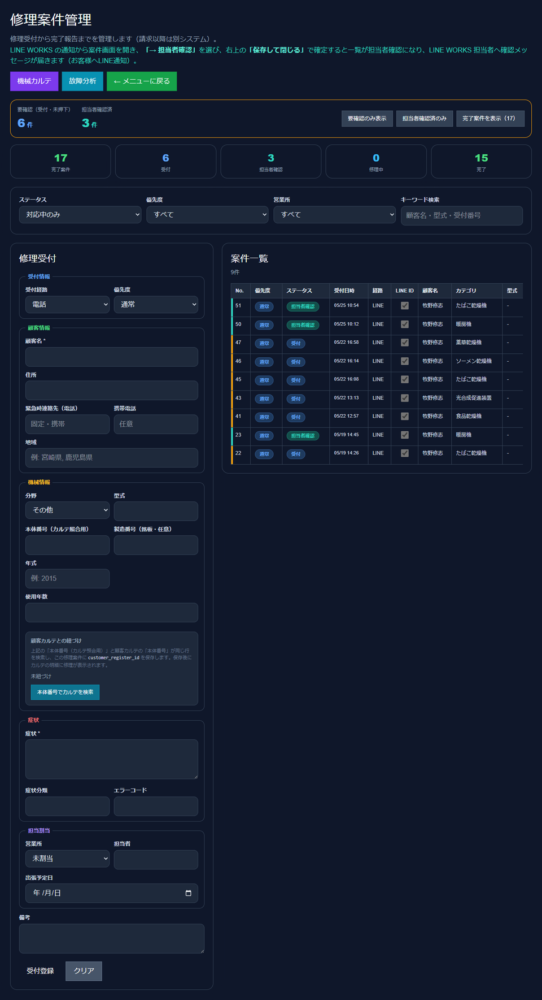 修理案件管理
修理受付から完了報告までを管理します（請求以降は別システム）。
LINE WORKS の通知から案件画面を開き、「→ 担当者確認」を選び、右上の「保存して閉じる」で確定すると一覧が担当者確認になり、LINE WORKS 担当者へ確認メッ
セージが届きます（お客様へLINE通知）。
機械カルテ 故障分析 ← メニューに戻る
要確認（受付・未押下） 担当者確認済
6 件 3 件 要確認のみ表示 担当者確認済のみ 完了案件を表示（17）
17 6 3 0 15
完了案件 受付 担当者確認 修理中 完了
ステータス 優先度 営業所 キーワード検索
対応中のみ すべて すべて 顧客名・型式・受付番号
修理受付
受付情報
受付経路 優先度
電話 通常
顧客情報
顧客名 *
住所
緊急時連絡先（電話） 携帯電話
固定・携帯 任意
地域
例: 宮崎県, 鹿児島県
機械情報
分野 型式
その他
本体番号（カルテ照合用） 製造番号（銘板・任意）
年式
例: 2015
使用年数
顧客カルテとの紐づけ
上記の「本体番号（カルテ照合用）」と顧客カルテの「本体番号」が同じ行
を検索し、この修理案件に customer_register_id を保存します。保存後に
カルテの明細に修理が表示されます。
未紐づけ
本体番号でカルテを検索
症状
症状 *
症状分類 エラーコード
担当割当
営業所 担当者
未割当
出張予定日
年 /月/日
備考
受付登録 クリア
案件一覧
9件
No. 優先度 ステータス 受付日時 経路 LINE ID 顧客名 カテゴリ 型式
51 通常 担当者確認 05/25 10:54 LINE 牧野修志 たばこ乾燥機 -
50 通常 担当者確認 05/25 10:12 LINE 牧野修志 暖房機 -
47 通常 受付 05/22 16:58 LINE 牧野修志 薬草乾燥機 -
46 通常 受付 05/22 16:14 LINE 牧野修志 ソーメン乾燥機 -
45 通常 受付 05/22 16:08 LINE 牧野修志 たばこ乾燥機 -
43 通常 受付 05/22 13:13 LINE 牧野修志 光合成促進装置 -
41 通常 受付 05/22 12:57 LINE 牧野修志 食品乾燥機 -
23 通常 担当者確認 05/19 14:45 LINE 牧野修志 暖房機 -
22 通常 受付 05/19 14:26 LINE 牧野修志 たばこ乾燥機 -